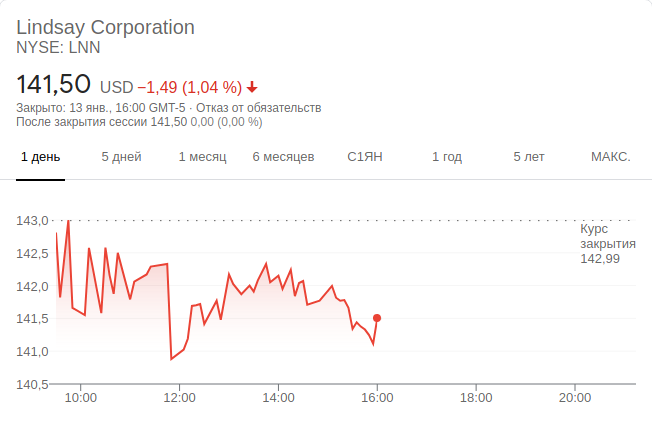 Lindsay Corporation
NYSE: LNN
141,50 USD −1,49 (1,04 %)
Закрыто: 13 янв., 16:00 GMT-5 · Отказ от обязательств
После закрытия сессии 141,50 0,00 (0,00 %)
1 день 5 дней 1 месяц 6 месяцев С1ЯН 1 год 5 лет МАКС.
143,0
Курс
закрытия
142,99
142,5
142,0
141,5
141,0
140,5
10:00 12:00 14:00 16:00 18:00 20:00